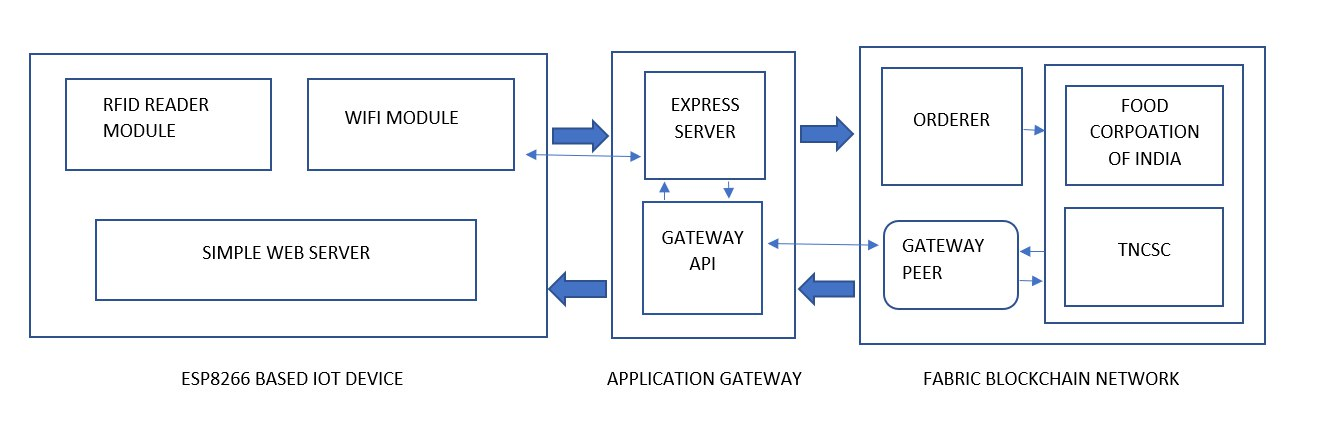 RFID READER
MODULE
WIFI MODULE
SIMPLE WEB SERVER
ESP8266 BASED IOT DEVICE
EXPRESS
SERVER
GATEWAY
API
APPLICATION GATEWAY
ORDERER
FOOD
CORPOATION
OF INDIA
GATEWAY
PEER
TNCSC
FABRIC BLOCKCHAIN NETWORK